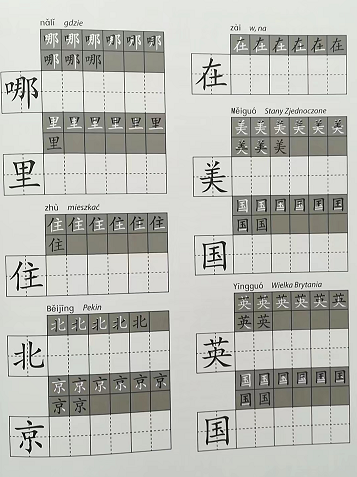 nǎlǐ gdzie
哪哪哪哪哪哪
哪哪哪
哪
里里里里里里
里
里
zhù mieszkać
住住住住住住
住
住
Běijīng Pekin
北北北北北
北
京京京京京京
京京
京
zài w, na
在在在在在在
在
Měiguó Stany Zjednoczone
美美美美美美
美美美
美
国国国国国国
国国
国
Yīngguó Wielka Brytania
英英英英英英
英英
英
国国国国国国
国国
国